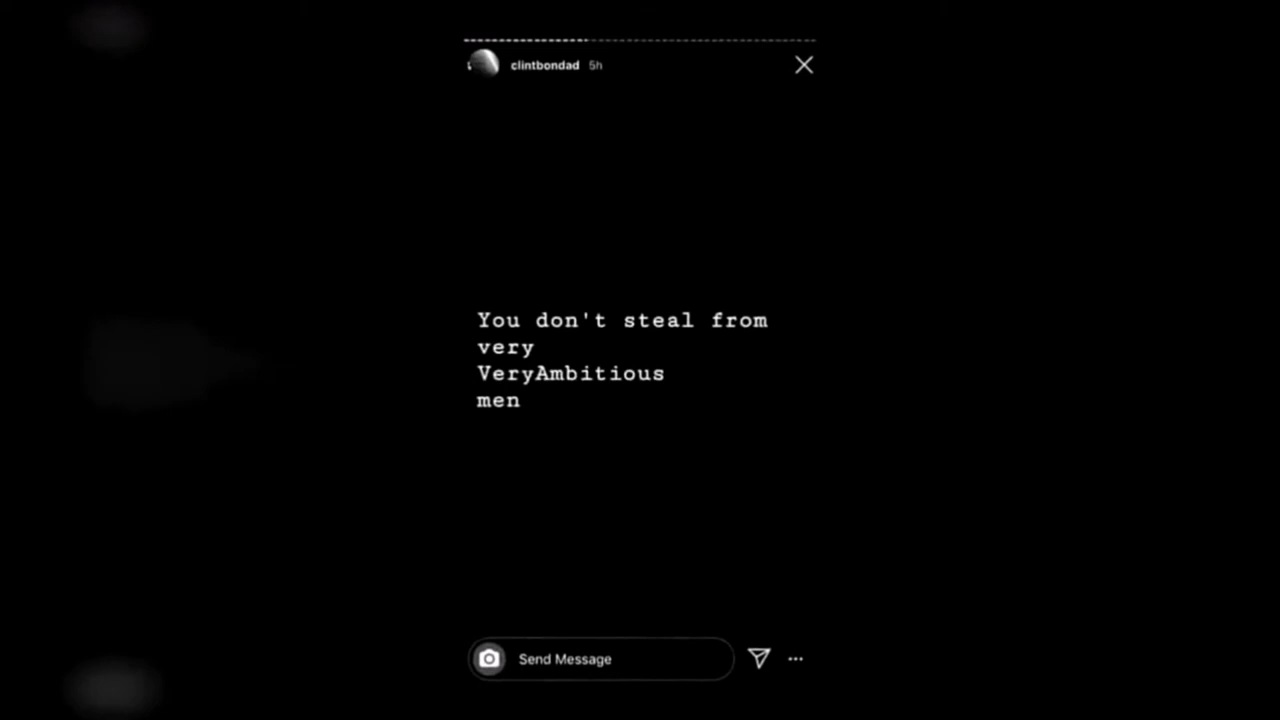 clintbondad 5h
You don't steal from
very
VeryAmbitious
men
Send Message